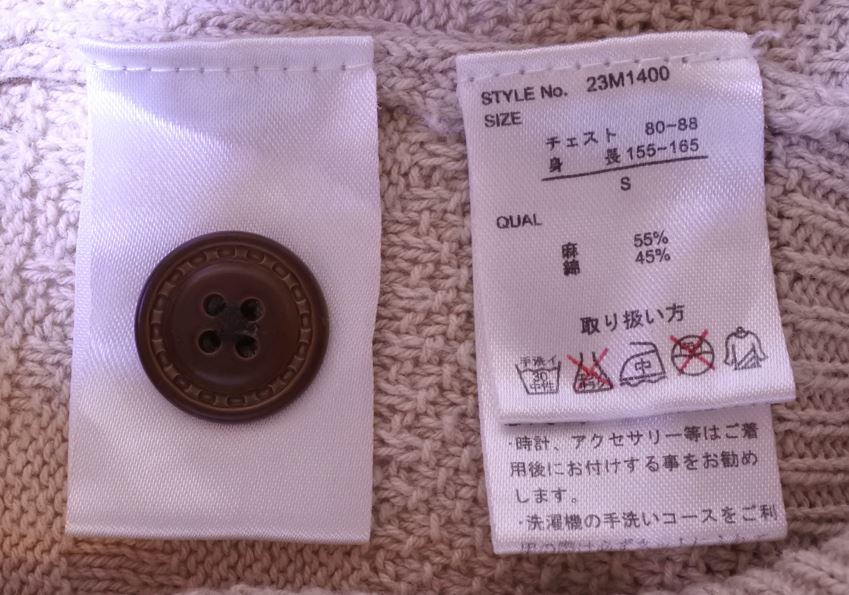 STYLE No. 23M1400
SIZE
チェスト 80-88
身 長 155-165
S
QUAL
麻 55%
綿 45%
取り扱い方
手洗イ
30
中性
中
・時計、アクセサリー等はご着
用後にお付けする事をお勧め
します。
・洗濯機の手洗いコースをご利